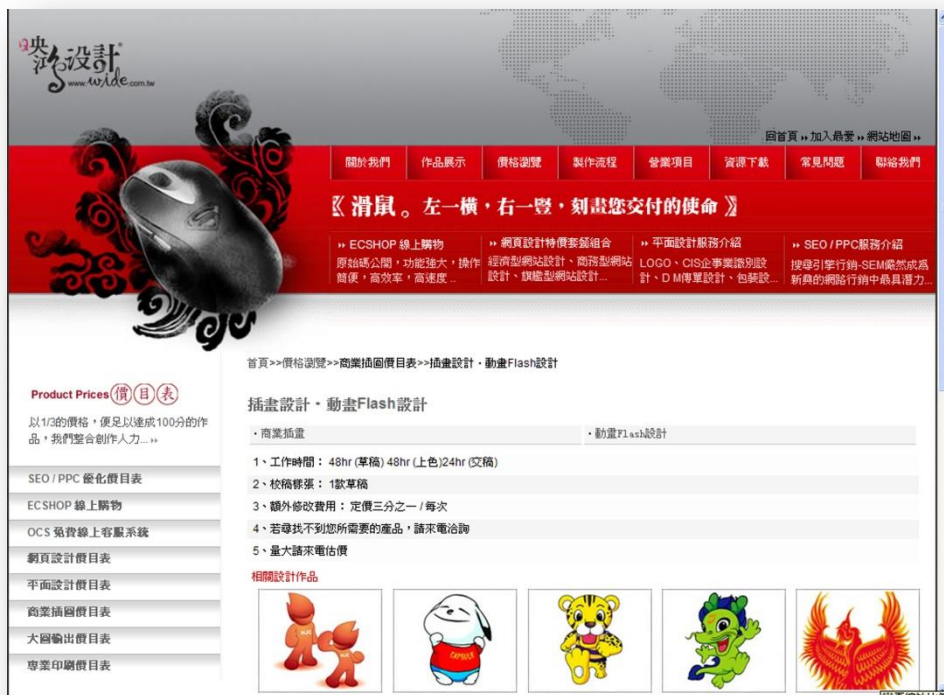 映鴻设計
www.wide.com.tw
回首頁 ›› 加入最愛 ›› 網站地圖 ››
關於我們 作品展示 價格瀏覽 製作流程 營業項目 資源下載 常見問題 聯絡我們
《滑鼠。左一橫，右一豎，刻畫您交付的使命》
›› ECSHOP 線上購物
原始碼公開，功能強大，操作
簡便，高效率，高速度 ..
›› 網頁設計特價套餐組合
經濟型網站設計、商務型網站
設計、旗艦型網站設計...
›› 平面設計服務介紹
LOGO、CIS企事業識別設
計、D M傳單設計、包裝設...
›› SEO / PPC服務介紹
搜尋引擎行銷-SEM儼然成為
新興的網路行銷中最具潛力...
首頁>>價格瀏覽>>商業插圖價目表>>插畫設計・動畫Flash設計
Product Prices 價目表
以1/3的價格，便足以達成100分的作
品，我們整合創作人力... ››
SEO / PPC 優化價目表
ECSHOP 線上購物
OCS 免費線上客服系統
網頁設計價目表
平面設計價目表
商業插圖價目表
大圖輸出價目表
專業印刷價目表
插畫設計・動畫Flash設計
・商業插畫 ・動畫Flash設計
1、工作時間： 48hr (草稿) 48hr (上色)24hr (交稿)
2、校稿樣張： 1款草稿
3、額外修改費用： 定價三分之一 / 每次
4、若尋找不到您所需要的產品，請來電洽詢
5、量大請來電估價
相關設計作品
CAPSULE